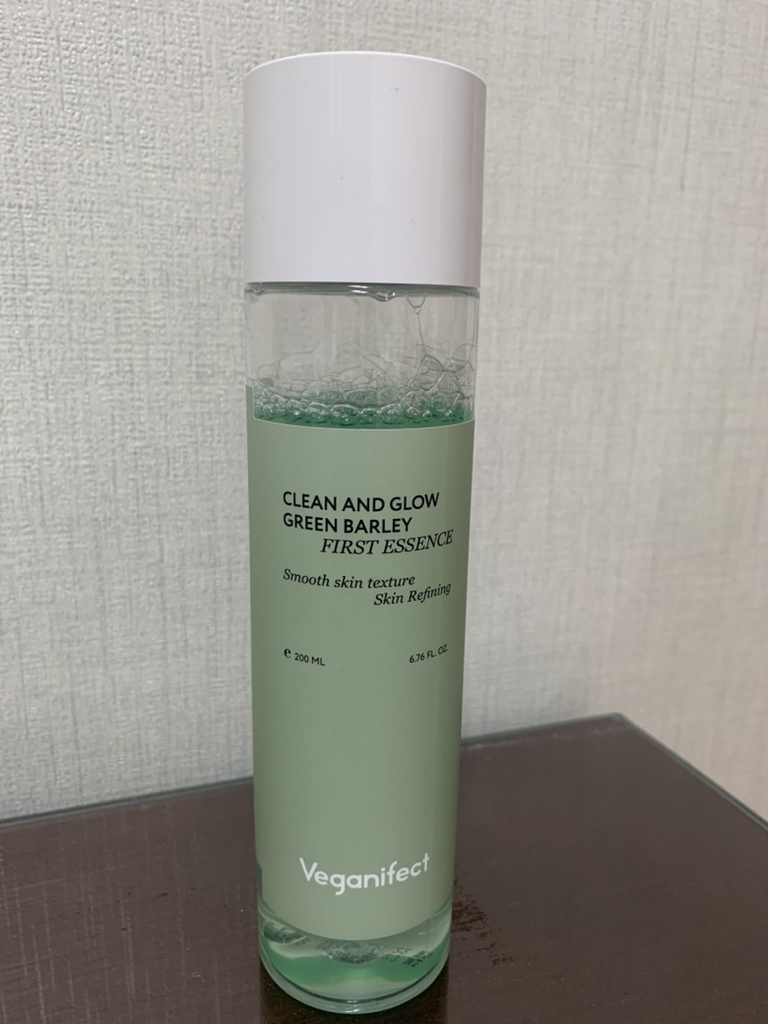 CLEAN AND GLOW
GREEN BARLEY
FIRST ESSENCE
Smooth skin texture
Skin Refining
℮ 200 ML 6.76 FL. OZ.
Veganifect